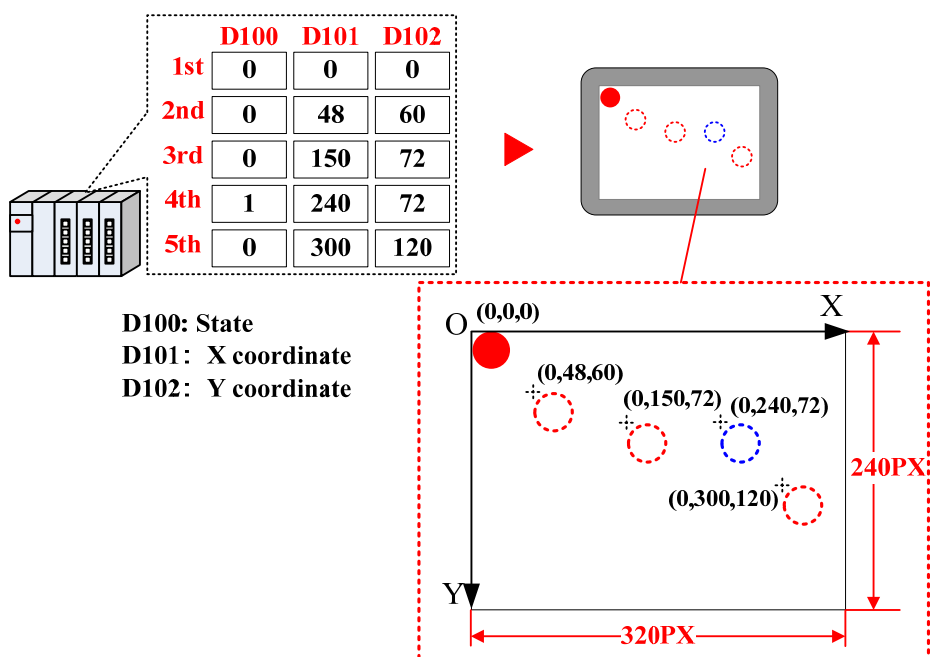 D100 D101 D102
1st 0 0 0
2nd 0 48 60
3rd 0 150 72
4th 1 240 72
5th 0 300 120
D100: State
D101： X coordinate
D102： Y coordinate
O (0,0,0) X
(0,48,60)
(0,150,72) (0,240,72)
240PX
(0,300,120)
Y
320PX